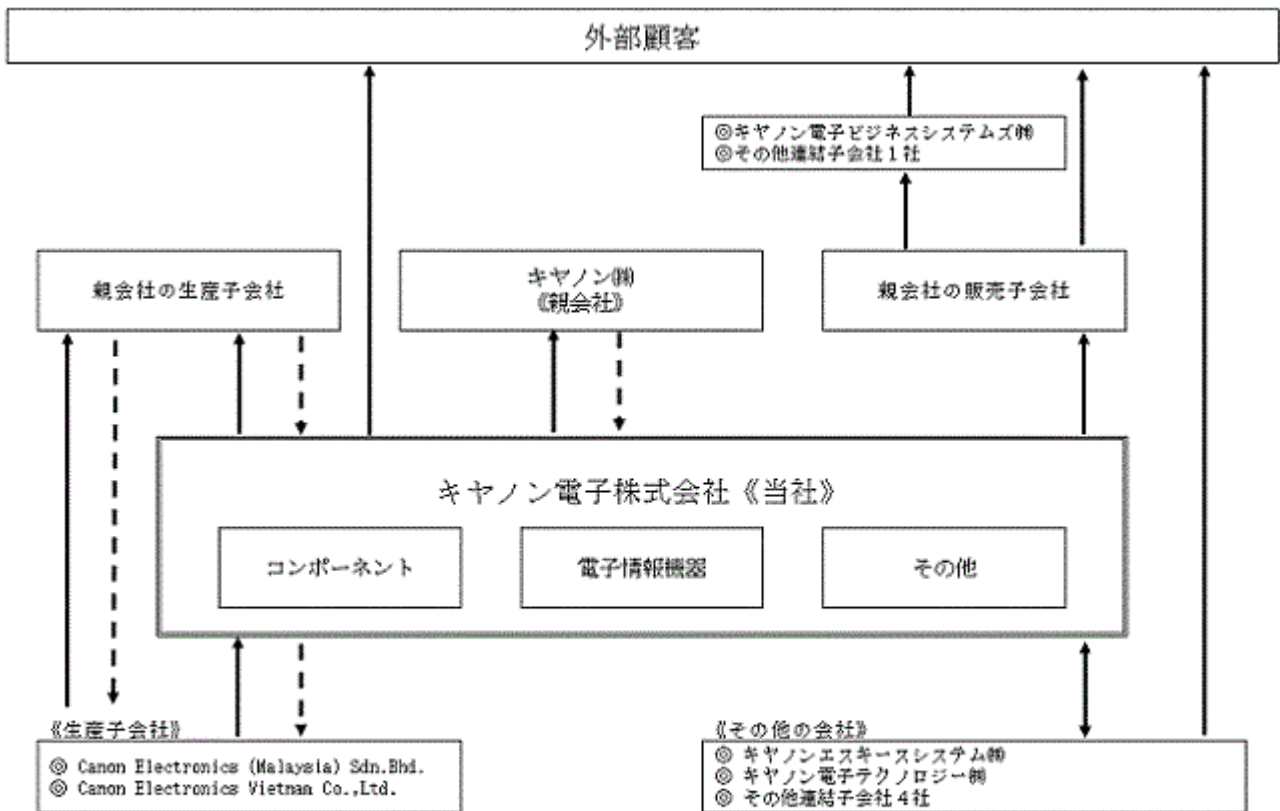 外部顧客
◎キヤノン電子ビジネスシステムズ㈱
◎その他連結子会社１社
親会社の生産子会社
キヤノン㈱
《親会社》
親会社の販売子会社
キヤノン電子株式会社《当社》
コンポーネント
電子情報機器
その他
《生産子会社》
◎ Canon Electronics (Malaysia) Sdn.Bhd.
◎ Canon Electronics Vietnam Co.,Ltd.
《その他の会社》
◎ キヤノンエスキースシステム㈱
◎ キヤノン電子テクノロジー㈱
◎ その他連結子会社４社